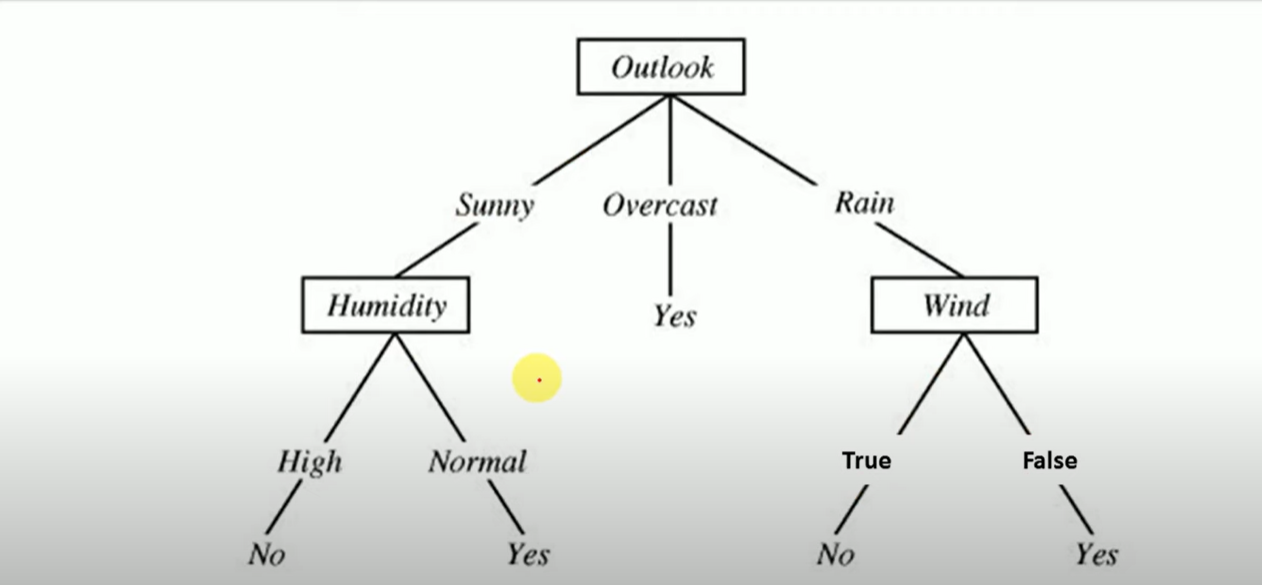 Outlook
Sunny Overcast Rain
Humidity Yes Wind
High Normal True False
No Yes No Yes